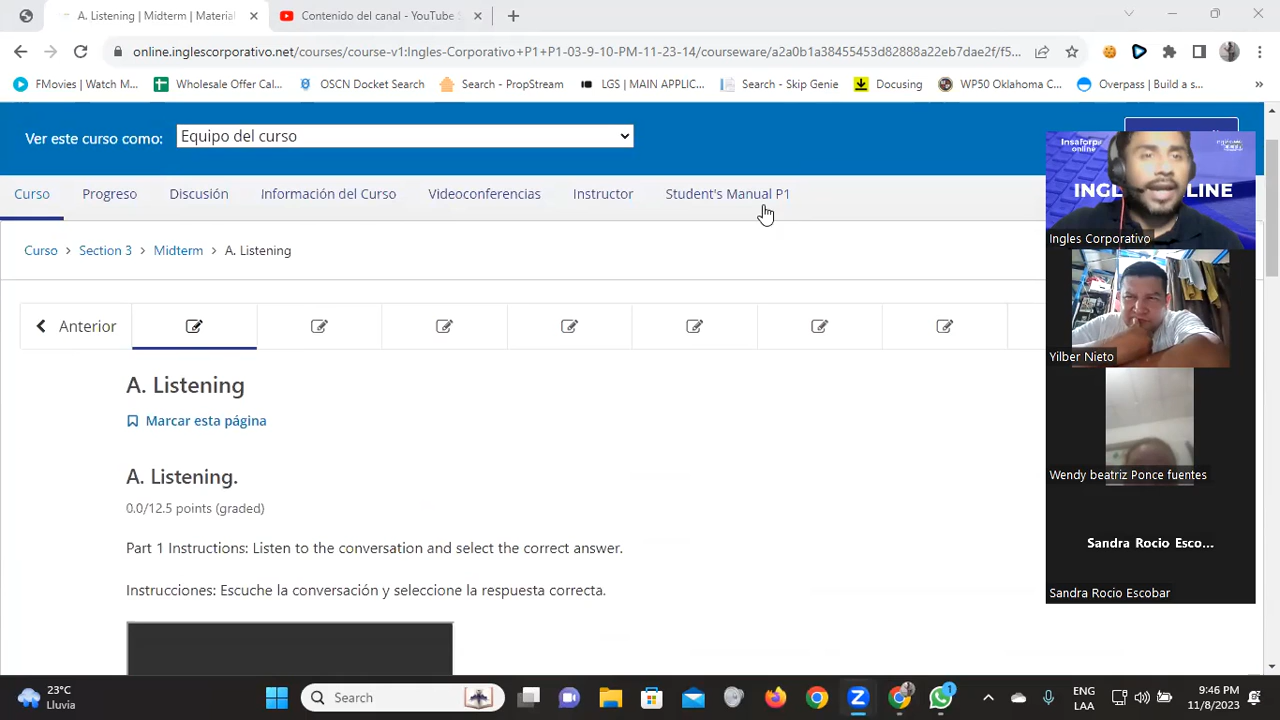 A. Listening | Midterm | Material
Contenido del canal - YouTube S
online.inglescorporativo.net/courses/course-v1:Ingles-Corporativo+P1+P1-03-9-10-PM-11-23-14/courseware/a2a0b1a38455453d82888a22eb7dae2f/f5...
FMovies | Watch M...
Wholesale Offer Cal...
OSCN Docket Search...
Search - PropStream
LGS | MAIN APPLIC...
Search - Skip Genie
Docusing
WP50 Oklahoma C...
Overpass | Build a s...
Ver este curso como:
Equipo del curso
Curso
Progreso
Discusión
Información del Curso
Videoconferencias
Instructor
Student's Manual P1
Curso > Section 3 > Midterm > A. Listening
Anterior
A. Listening
Marcar esta página
A. Listening.
0.0/12.5 points (graded)
Part 1 Instructions: Listen to the conversation and select the correct answer.
Instrucciones: Escuche la conversación y seleccione la respuesta correcta.
Insaforp
online
Ingles Corporativo
Yilber Nieto
Wendy beatriz Ponce fuentes
Sandra Rocio Esco...
Sandra Rocio Escobar
23°C
Lluvia
Search
ENG
LAA
9:46 PM
11/8/2023